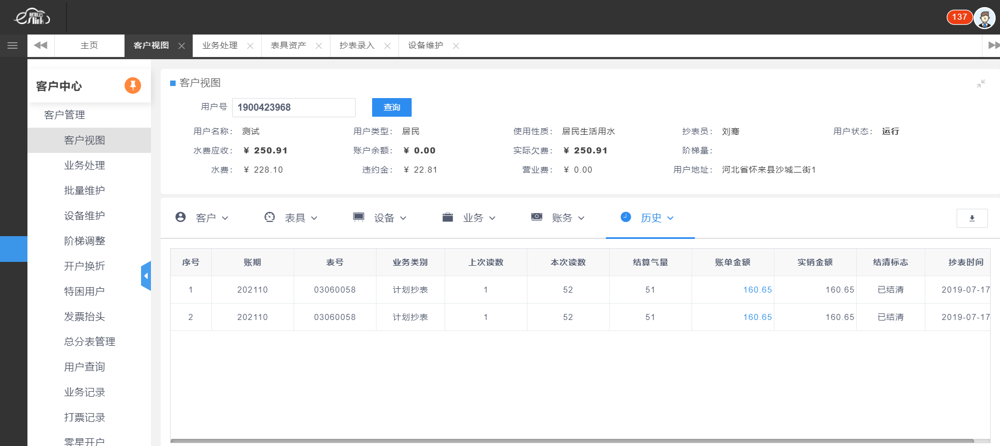 137
主页
客户视图
业务处理
表具资产
抄表录入
设备维护
客户中心
客户管理
客户视图
业务处理
批量维护
设备维护
阶梯调整
开户换折
特困用户
发票抬头
总分表管理
用户查询
业务记录
打票记录
零星开户
客户视图
用户号 1900423968 查询
用户名称： 测试 用户类型： 居民 使用性质： 居民生活用水 抄表员： 刘骞 用户状态： 运行
水费应收： ¥ 250.91 账户余额： ¥ 0.00 实际欠费： ¥ 250.91 阶梯量：
水费： ¥ 228.10 违约金： ¥ 22.81 营业费： ¥ 0.00 用户地址： 河北省怀来县沙城二街1
客户 表具 设备 业务 账务 历史
序号 账期 表号 业务类别 上次读数 本次读数 结算气量 账单金额 实销金额 结清标志 抄表时间
1 202110 03060058 计划抄表 1 52 51 160.65 160.65 已结清 2019-07-17
2 202110 03060058 计划抄表 1 52 51 160.65 160.65 已结清 2019-07-17